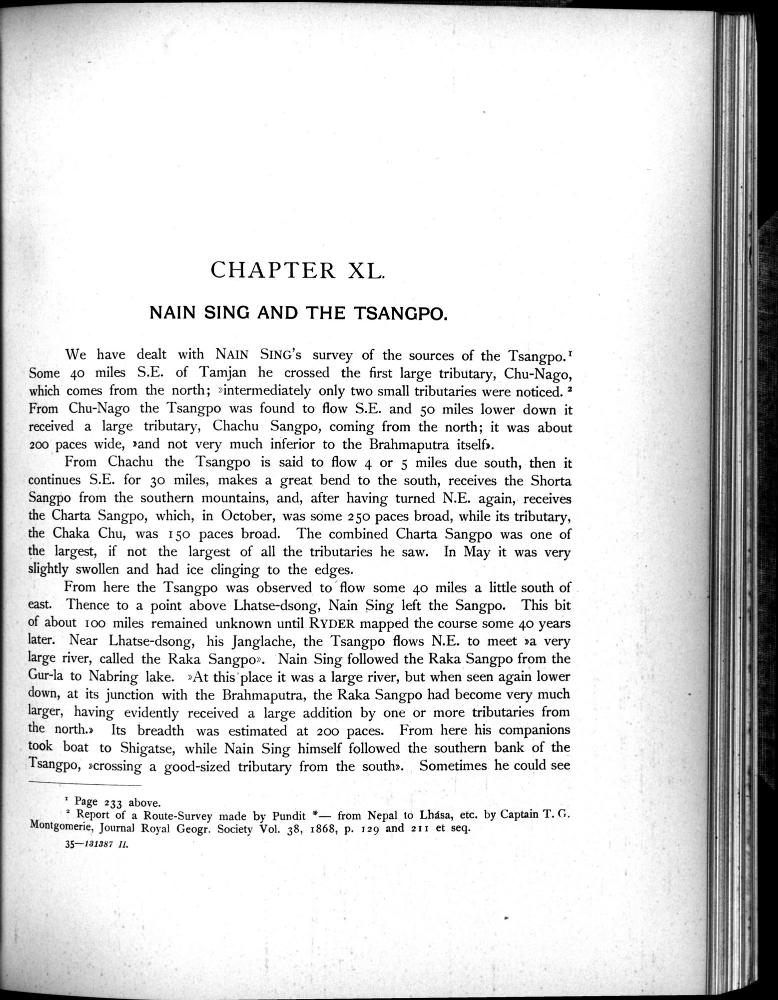 CHAPTER XL.
NAIN SING AND THE TSANGPO.
We have dealt with NAIN SING's survey of the sources of the Tsangpo.¹
Some 40 miles S.E. of Tamjan he crossed the first large tributary, Chu-Nago,
which comes from the north; »intermediately only two small tributaries were noticed. ²
From Chu-Nago the Tsangpo was found to flow S.E. and 50 miles lower down it
received a large tributary, Chachu Sangpo, coming from the north; it was about
200 paces wide, »and not very much inferior to the Brahmaputra itself».
From Chachu the Tsangpo is said to flow 4 or 5 miles due south, then it
continues S.E. for 30 miles, makes a great bend to the south, receives the Shorta
Sangpo from the southern mountains, and, after having turned N.E. again, receives
the Charta Sangpo, which, in October, was some 250 paces broad, while its tributary,
the Chaka Chu, was 150 paces broad. The combined Charta Sangpo was one of
the largest, if not the largest of all the tributaries he saw. In May it was very
slightly swollen and had ice clinging to the edges.
From here the Tsangpo was observed to flow some 40 miles a little south of
east. Thence to a point above Lhatse-dsong, Nain Sing left the Sangpo. This bit
of about 100 miles remained unknown until RYDER mapped the course some 40 years
later. Near Lhatse-dsong, his Janglache, the Tsangpo flows N.E. to meet »a very
large river, called the Raka Sangpo». Nain Sing followed the Raka Sangpo from the
Gur-la to Nabring lake. »At this place it was a large river, but when seen again lower
down, at its junction with the Brahmaputra, the Raka Sangpo had become very much
larger, having evidently received a large addition by one or more tributaries from
the north.» Its breadth was estimated at 200 paces. From here his companions
took boat to Shigatse, while Nain Sing himself followed the southern bank of the
Tsangpo, »crossing a good-sized tributary from the south». Sometimes he could see
¹ Page 233 above.
² Report of a Route-Survey made by Pundit *— from Nepal to Lhása, etc. by Captain T. G.
Montgomerie, Journal Royal Geogr. Society Vol. 38, 1868, p. 129 and 211 et seq.
35—131387 II.